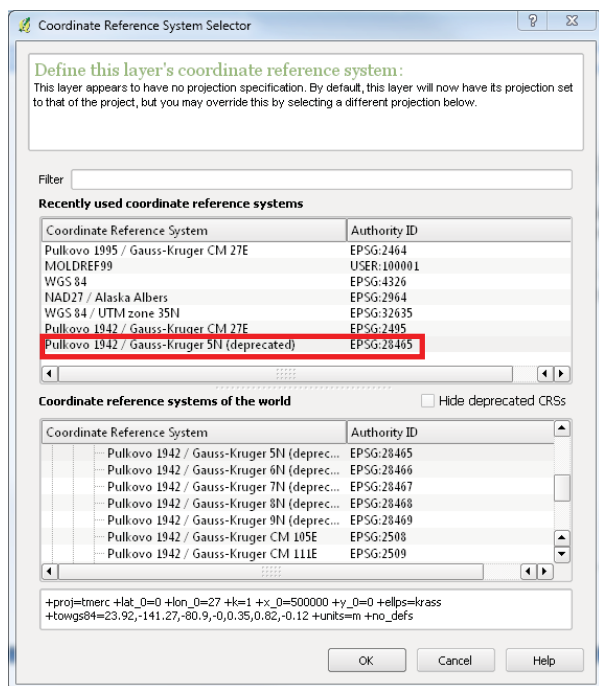 Coordinate Reference System Selector
Define this layer's coordinate reference system:
This layer appears to have no projection specification. By default, this layer will now have its projection set
to that of the project, but you may override this by selecting a different projection below.
Filter
Recently used coordinate reference systems
Coordinate Reference System Authority ID
Pulkovo 1995 / Gauss-Kruger CM 27E EPSG:2464
MOLDREF99 USER:100001
WGS 84 EPSG:4326
NAD27 / Alaska Albers EPSG:2964
WGS 84 / UTM zone 35N EPSG:32635
Pulkovo 1942 / Gauss-Kruger CM 27E EPSG:2495
Pulkovo 1942 / Gauss-Kruger 5N (deprecated) EPSG:28465
Coordinate reference systems of the world Hide deprecated CRSs
Coordinate Reference System Authority ID
Pulkovo 1942 / Gauss-Kruger 5N (deprec... EPSG:28465
Pulkovo 1942 / Gauss-Kruger 6N (deprec... EPSG:28466
Pulkovo 1942 / Gauss-Kruger 7N (deprec... EPSG:28467
Pulkovo 1942 / Gauss-Kruger 8N (deprec... EPSG:28468
Pulkovo 1942 / Gauss-Kruger 9N (deprec... EPSG:28469
Pulkovo 1942 / Gauss-Kruger CM 105E EPSG:2508
Pulkovo 1942 / Gauss-Kruger CM 111E EPSG:2509
+proj=tmerc +lat_0=0 +lon_0=27 +k=1 +x_0=500000 +y_0=0 +ellps=krass
+towgs84=23.92,-141.27,-80.9,-0,0.35,0.82,-0.12 +units=m +no_defs
OK Cancel Help